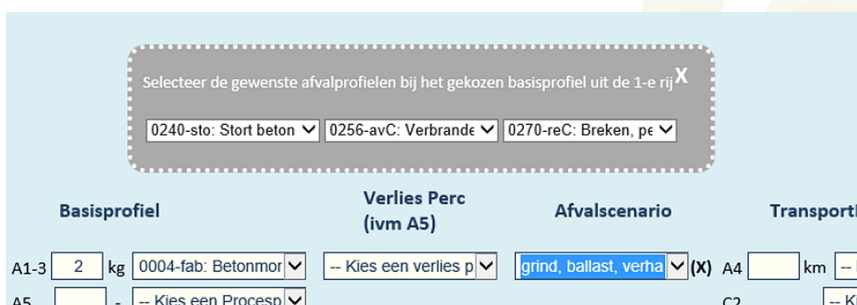 Selecteer de gewenste afvalprofielen bij het gekozen basisprofiel uit de 1-e rij X
0240-sto: Stort beton 0256-avC: Verbrande 0270-reC: Breken, pe
Basisprofiel Verlies Perc (ivm A5) Afvalscenario Transport
A1-3 2 kg 0004-fab: Betonmor -- Kies een verlies p grind, ballast, verha (X) A4 km --
A5 - -- Kies een Procesp C2 -- K